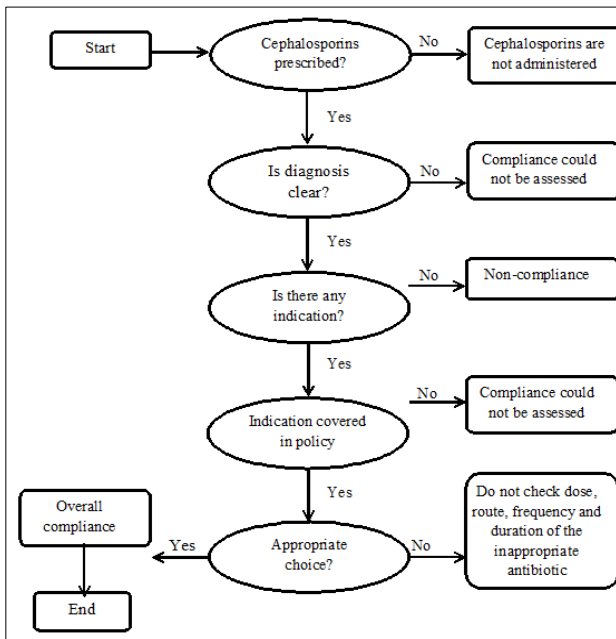 Start
Cephalosporins
prescribed?
No
Cephalosporins are
not administered
Yes
Is diagnosis
clear?
No
Compliance could
not be assessed
Yes
Is there any
indication?
No
Non-compliance
Yes
Indication covered
in policy
No
Compliance could
not be assessed
Yes
Appropriate
choice?
No
Do not check dose,
route, frequency and
duration of the
inappropriate
antibiotic
Yes
Overall
compliance
End